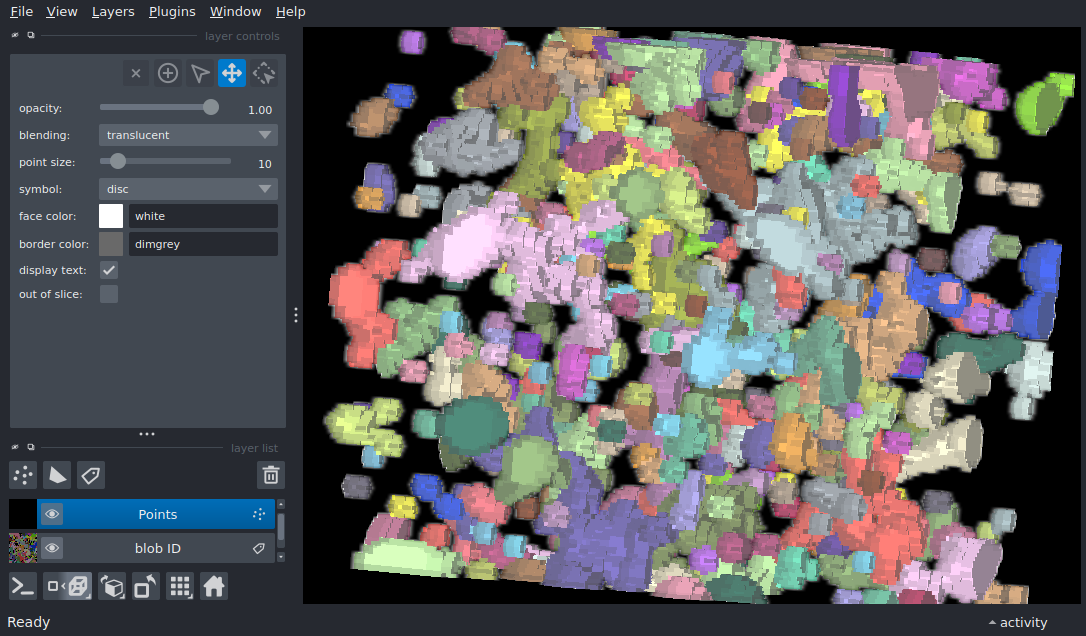 File View Layers Plugins Window Help
layer controls
opacity: 1.00
blending: translucent
point size: 10
symbol: disc
face color: white
border color: dimgrey
display text:
out of slice:
layer list
Points
blob ID
Ready
activity